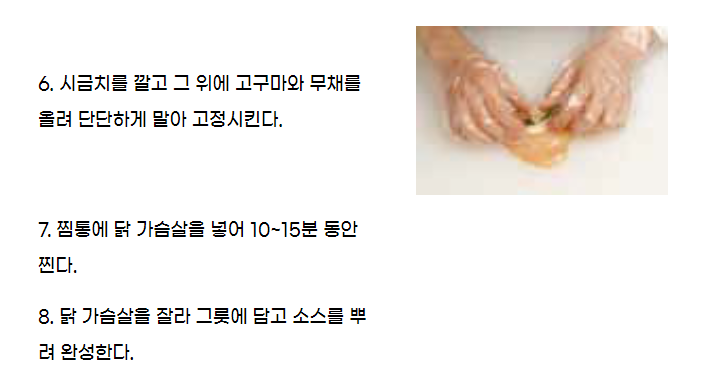 6. 시금치를 깔고 그 위에 고구마와 무채를
올려 단단하게 말아 고정시킨다.
7. 찜통에 닭 가슴살을 넣어 10~15분 동안
찐다.
8. 닭 가슴살을 잘라 그릇에 담고 소스를 뿌
려 완성한다.